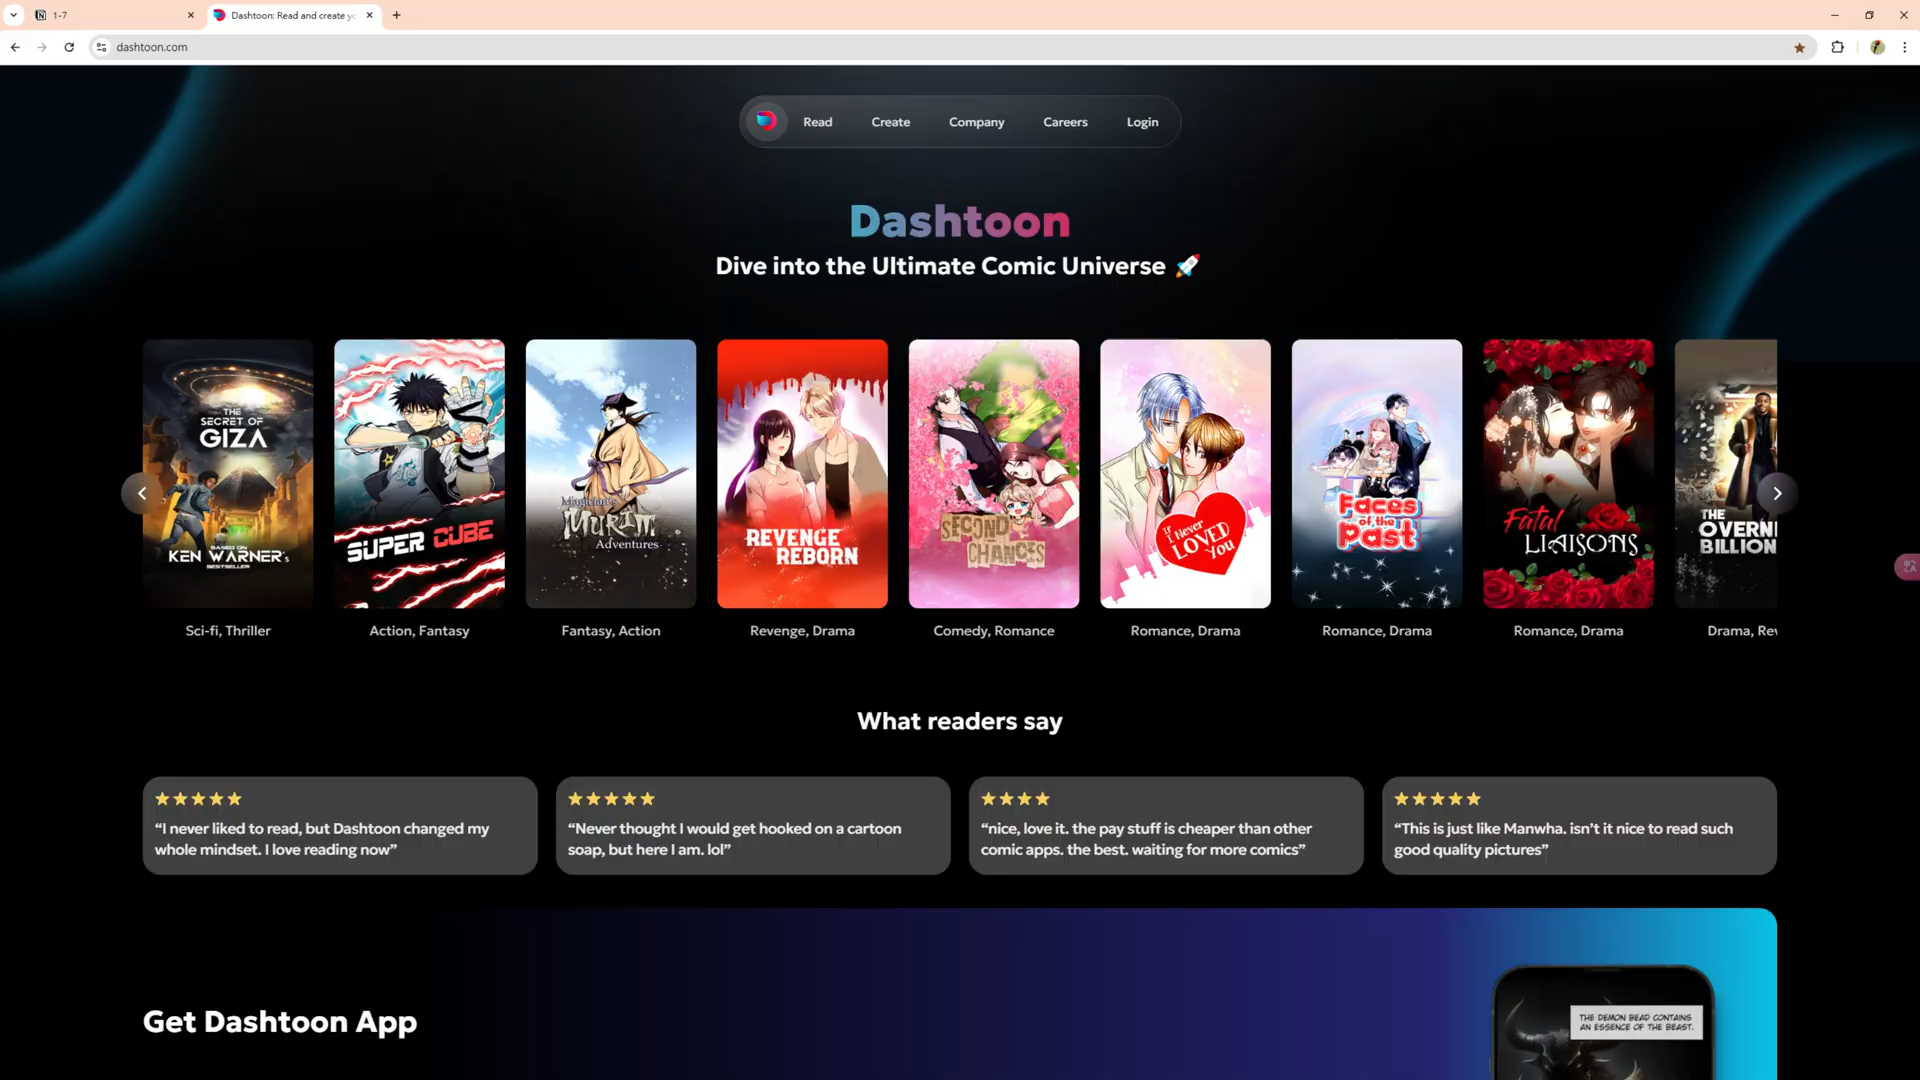 1-7
Dashtoon: Read and create yo
dashtoon.com
Read
Create
Company
Careers
Login
Dashtoon
Dive into the Ultimate Comic Universe 🚀
THE
SECRET OF
GIZA
BASED ON
KEN WARNER's
BESTSELLER
Sci-fi, Thriller
SUPER CUBE
Action, Fantasy
Magician's
MURIM
Adventures
Fantasy, Action
REVENGE
REBORN
Revenge, Drama
SECOND
CHANCES
Comedy, Romance
If I Never
LOVED
You
Romance, Drama
Faces
of the
Past
Romance, Drama
Fatal
LIAISONS
Romance, Drama
THE
OVERNI
BILLION
Drama, Rev
What readers say
“I never liked to read, but Dashtoon changed my
whole mindset. I love reading now”
“Never thought I would get hooked on a cartoon
soap, but here I am. lol”
“nice, love it. the pay stuff is cheaper than other
comic apps. the best. waiting for more comics”
“This is just like Manwha. isn’t it nice to read such
good quality pictures”
Get Dashtoon App
THE DEMON BEAD CONTAINS
AN ESSENCE OF THE BEAST.